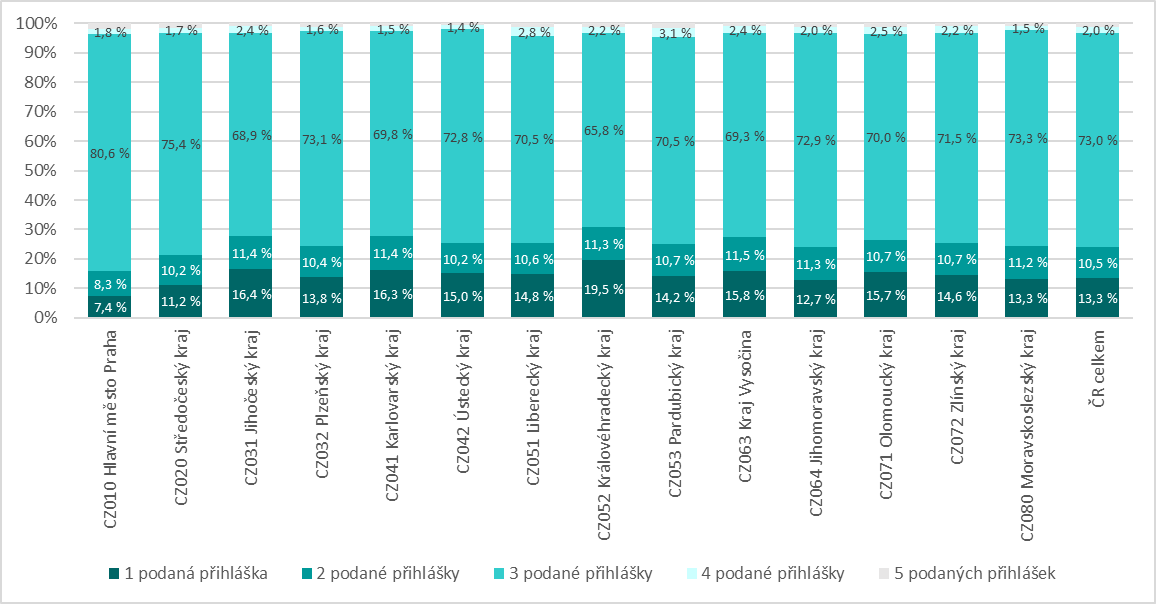 100%
90%
80%
70%
60%
50%
40%
30%
20%
10%
0%
1,8 % 1,7 % 2,4 % 1,6 % 1,5 % 1,4 % 2,8 % 2,2 % 3,1 % 2,4 % 2,0 % 2,5 % 2,2 % 1,5 % 2,0 %
80,6 % 75,4 % 68,9 % 73,1 % 69,8 % 72,8 % 70,5 % 65,8 % 70,5 % 69,3 % 72,9 % 70,0 % 71,5 % 73,3 % 73,0 %
8,3 % 10,2 % 11,4 % 10,4 % 11,4 % 10,2 % 10,6 % 11,3 % 10,7 % 11,5 % 11,3 % 10,7 % 10,7 % 11,2 % 10,5 %
7,4 % 11,2 % 16,4 % 13,8 % 16,3 % 15,0 % 14,8 % 19,5 % 14,2 % 15,8 % 12,7 % 15,7 % 14,6 % 13,3 % 13,3 %
CZ010 Hlavní město Praha
CZ020 Středočeský kraj
CZ031 Jihočeský kraj
CZ032 Plzeňský kraj
CZ041 Karlovarský kraj
CZ042 Ústecký kraj
CZ051 Liberecký kraj
CZ052 Královéhradecký kraj
CZ053 Pardubický kraj
CZ063 Kraj Vysočina
CZ064 Jihomoravský kraj
CZ071 Olomoucký kraj
CZ072 Zlínský kraj
CZ080 Moravskoslezský kraj
ČR celkem
1 podaná přihláška 2 podané přihlášky 3 podané přihlášky 4 podané přihlášky 5 podaných přihlášek